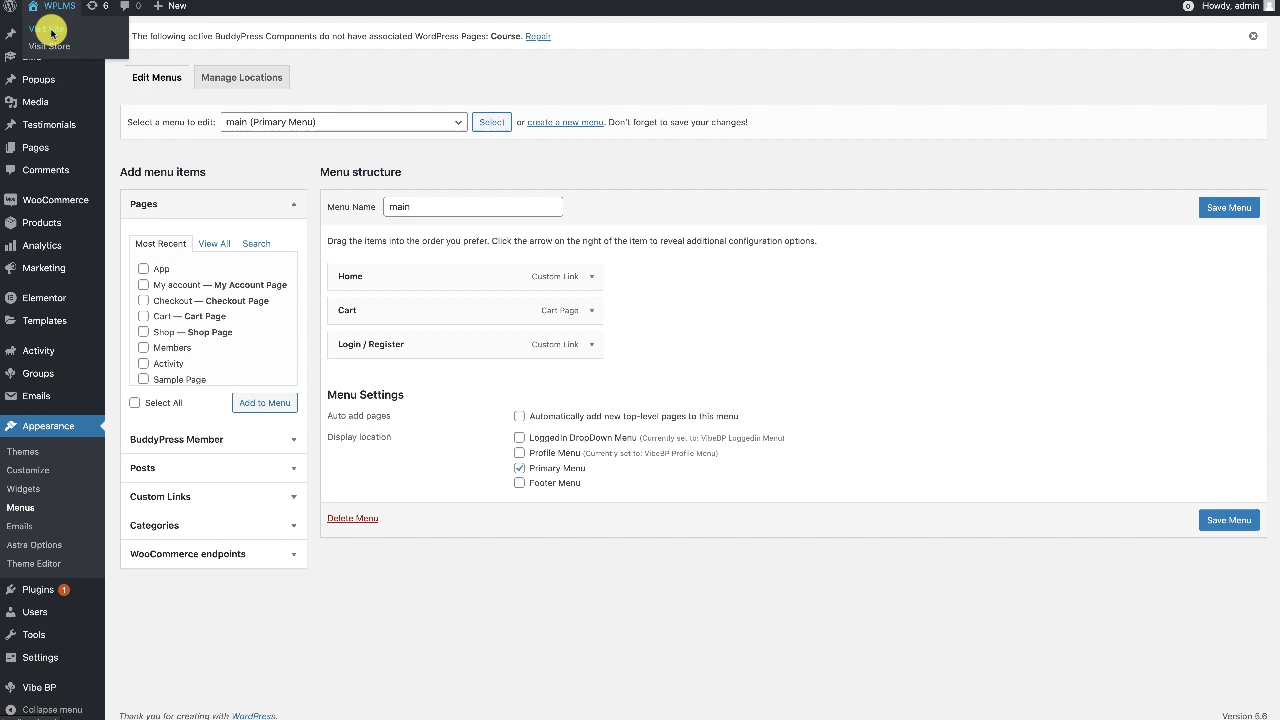 WPLMS 6 0 New Howdy, admin
Visit Site
Visit Store
The following active BuddyPress Components do not have associated WordPress Pages: Course. Repair
Popups
Media
Testimonials
Pages
Comments
WooCommerce
Products
Analytics
Marketing
Elementor
Templates
Activity
Groups
Emails
Appearance
Themes
Customize
Widgets
Menus
Emails
Astra Options
Theme Editor
Plugins 1
Users
Tools
Settings
Vibe BP
Collapse menu
Edit Menus Manage Locations
Select a menu to edit: main (Primary Menu) Select or create a new menu. Don't forget to save your changes!
Add menu items
Pages
Most Recent View All Search
App
My account — My Account Page
Checkout — Checkout Page
Cart — Cart Page
Shop — Shop Page
Members
Activity
Sample Page
Select All Add to Menu
BuddyPress Member
Posts
Custom Links
Categories
WooCommerce endpoints
Menu structure
Menu Name main Save Menu
Drag the items into the order you prefer. Click the arrow on the right of the item to reveal additional configuration options.
Home Custom Link
Cart Cart Page
Login / Register Custom Link
Menu Settings
Auto add pages Automatically add new top-level pages to this menu
Display location LoggedIn DropDown Menu (Currently set to: VibeBP Loggedin Menu)
Profile Menu (Currently set to: VibeBP Profile Menu)
Primary Menu
Footer Menu
Delete Menu Save Menu
Thank you for creating with WordPress. Version 5.6